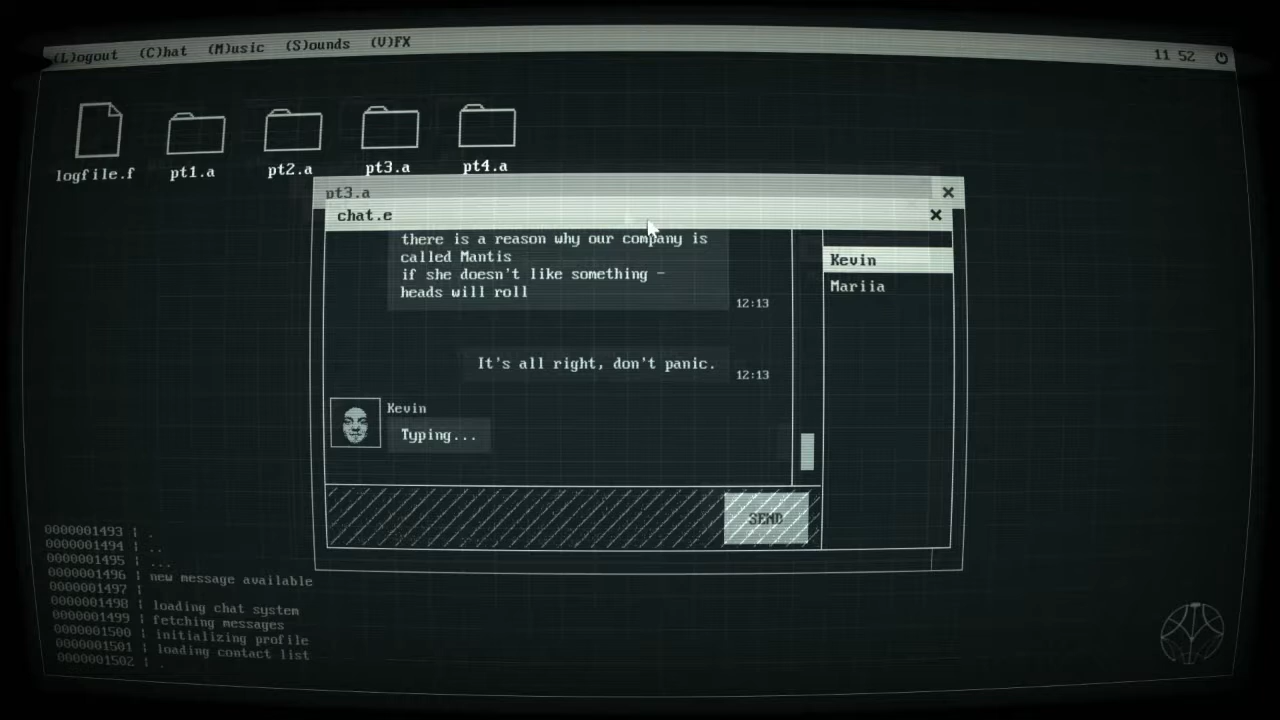 (L)ogout (C)hat (M)usic (S)ounds (V)FX 11 52
logfile.f pt1.a pt2.a pt3.a pt4.a
pt3.a
chat.e
there is a reason why our company is
called Mantis
if she doesn't like something -
heads will roll
12:13
It's all right, don't panic.
12:13
Kevin
Typing...
SEND
Kevin
Mariia
0000001493 | .
0000001494 | ..
0000001495 | ...
0000001496 | new message available
0000001497 |
0000001498 | loading chat system
0000001499 | fetching messages
0000001500 | initializing profile
0000001501 | loading contact list
0000001502 | .